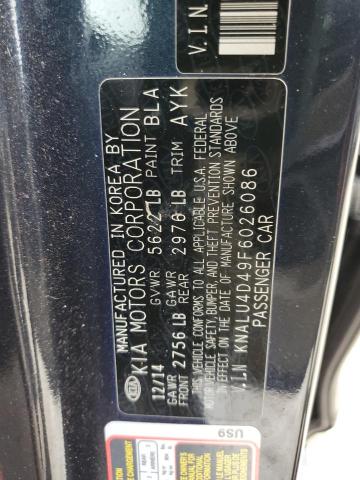 MANUFACTURED IN KOREA BY
KIA MOTORS CORPORATION
12/14 GVWR 5622 LB PAINT BLA
GAWR GAWR
FRONT 2756 LB REAR 2976 LB TRIM AYK
THIS VEHICLE CONFORMS TO ALL APPLICABLE U.S.A. FEDERAL
MOTOR VEHICLE SAFETY, BUMPER, AND THEFT PREVENTION STANDARDS
IN EFFECT ON THE DATE OF MANUFACTURE SHOWN ABOVE
V.I.N KNALU4D49F6026086
PASSENGER CAR
V.I.N
US9
REAR